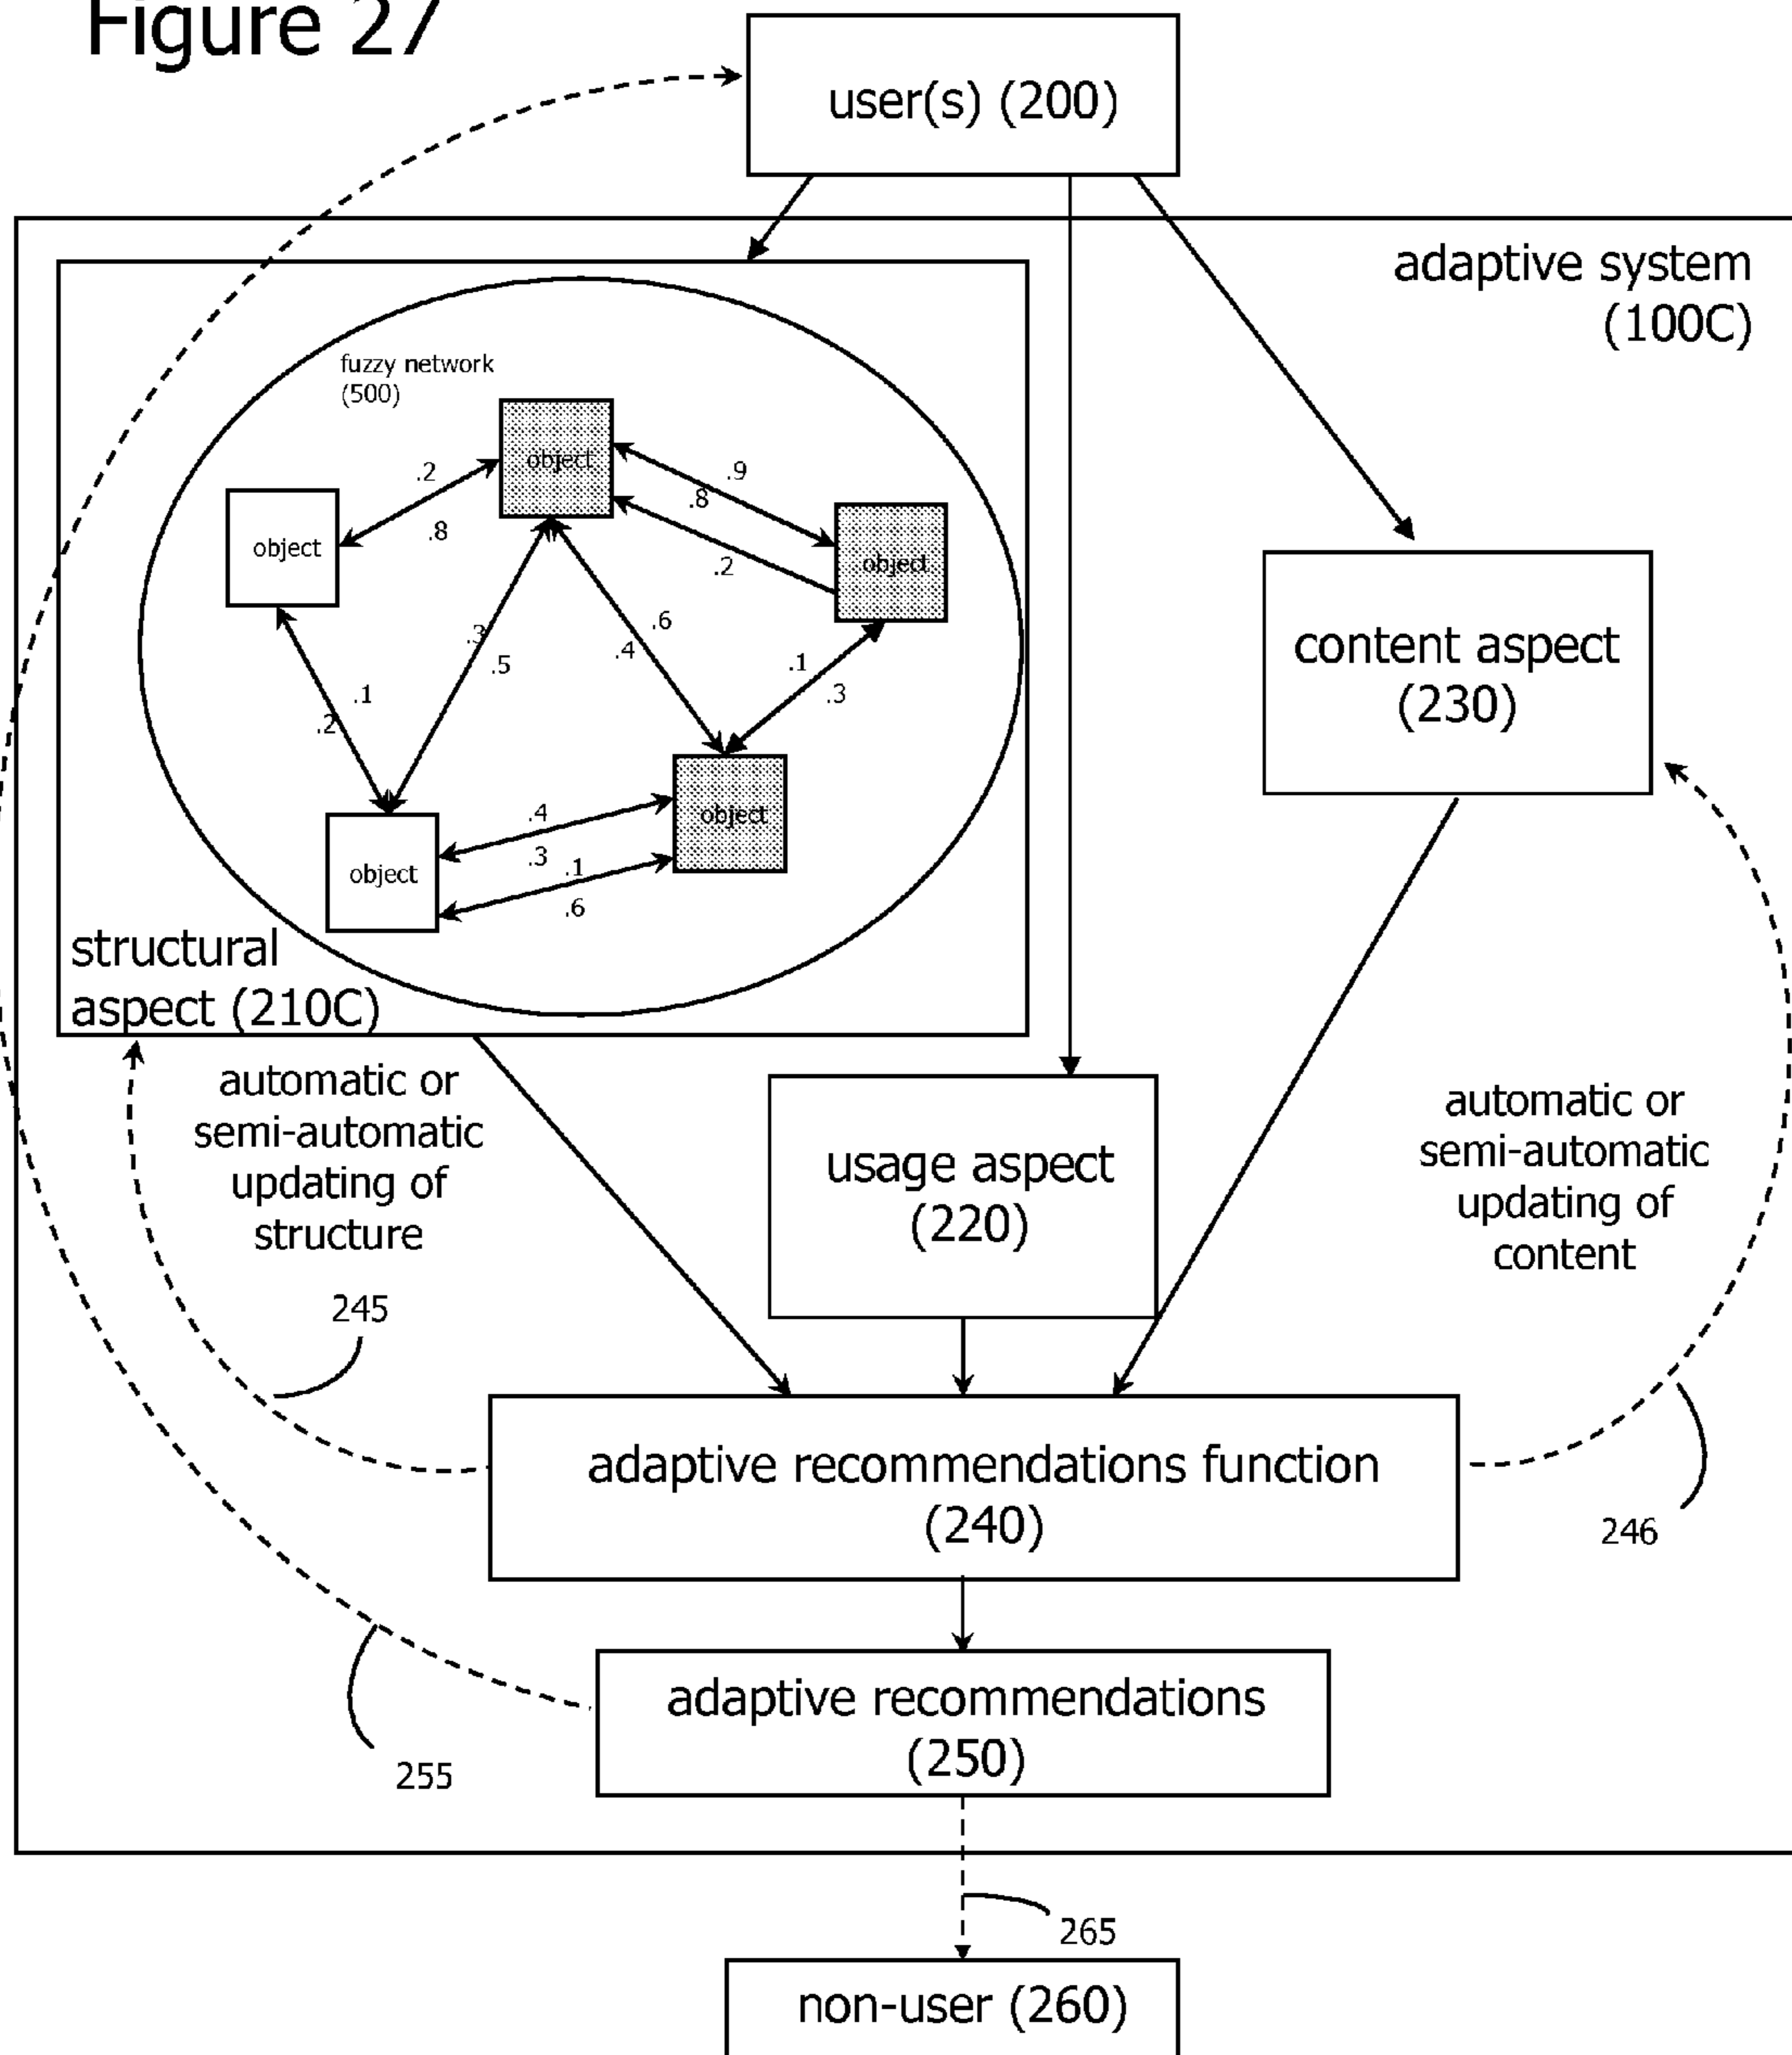 Figure 27
user(s) (200)
adaptive system
(100C)
fuzzy network
(500)
object
.2
.8
object
.9
.8
.2
object
.3
.5
.6
.4
.1
.3
.1
.2
object
.4
.3
.1
.6
object
structural
aspect (210C)
content aspect
(230)
automatic or
semi-automatic
updating of
structure
245
usage aspect
(220)
automatic or
semi-automatic
updating of
content
246
adaptive recommendations function
(240)
adaptive recommendations
(250)
255
265
non-user (260)